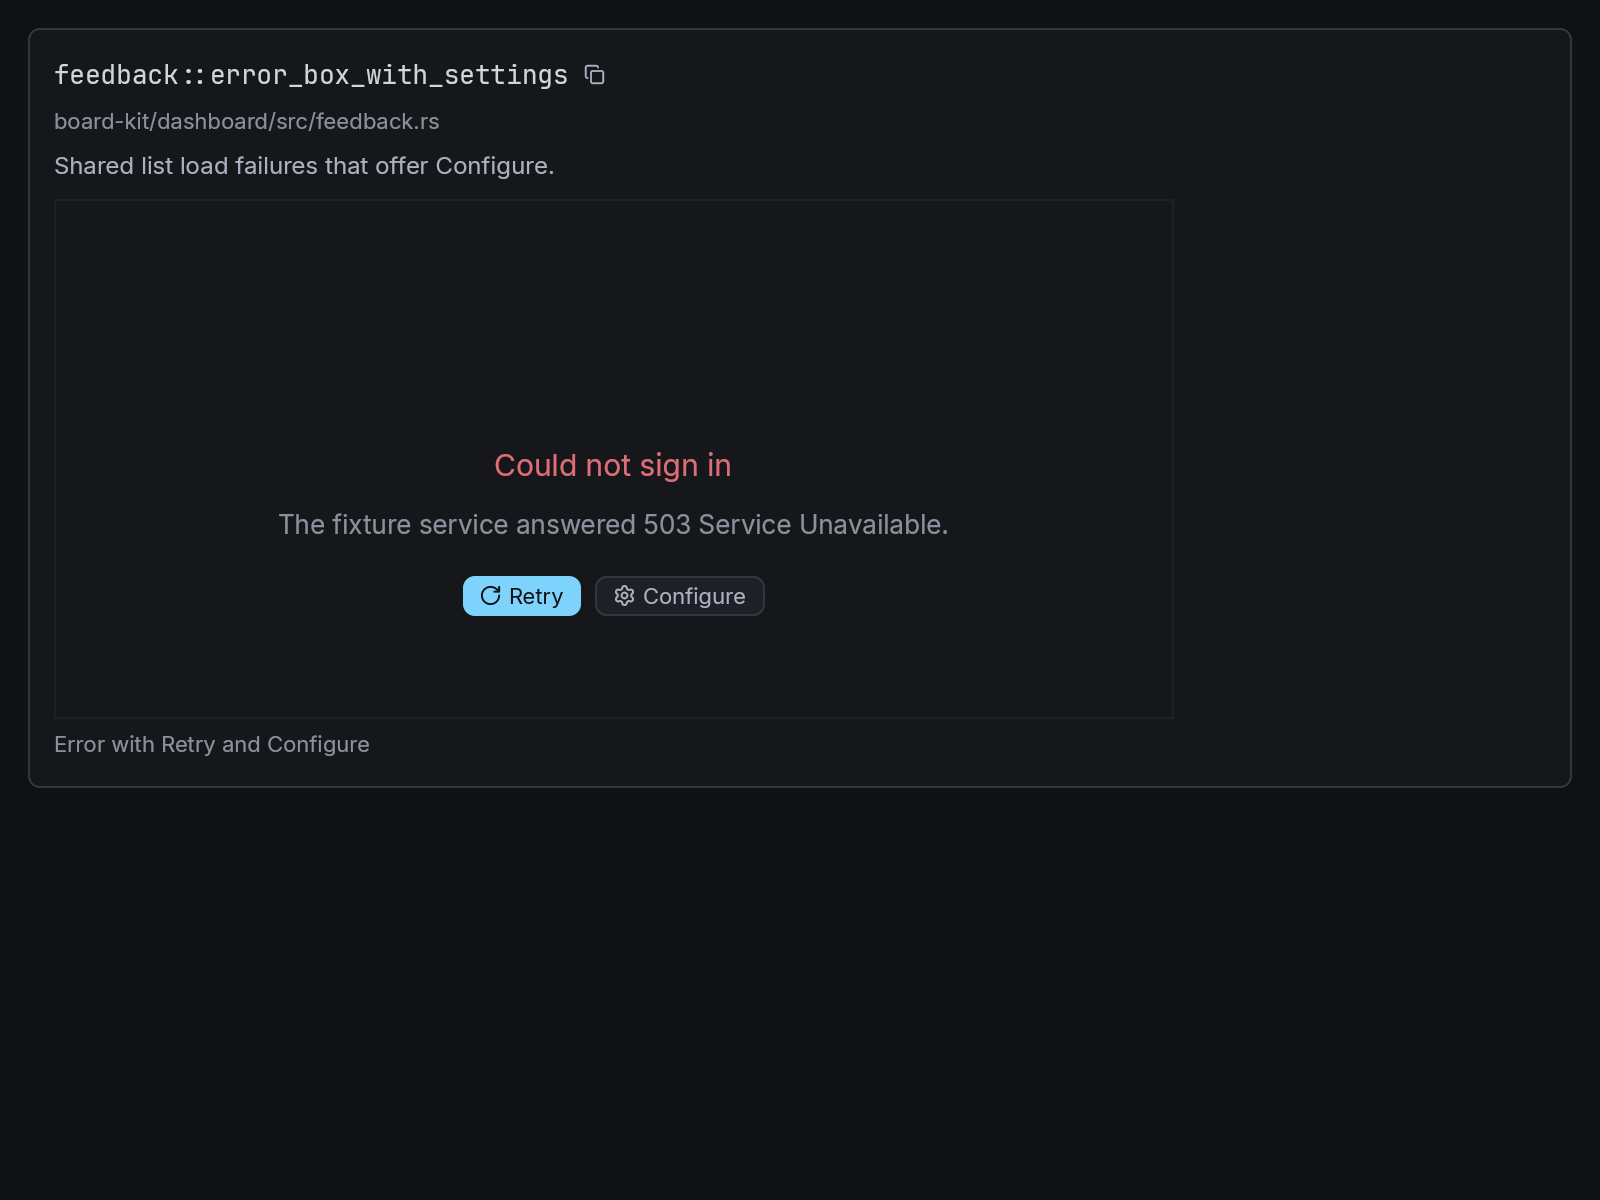 feedback::error_box_with_settings
board-kit/dashboard/src/feedback.rs
Shared list load failures that offer Configure.
Could not sign in
The fixture service answered 503 Service Unavailable.
Retry Configure
Error with Retry and Configure